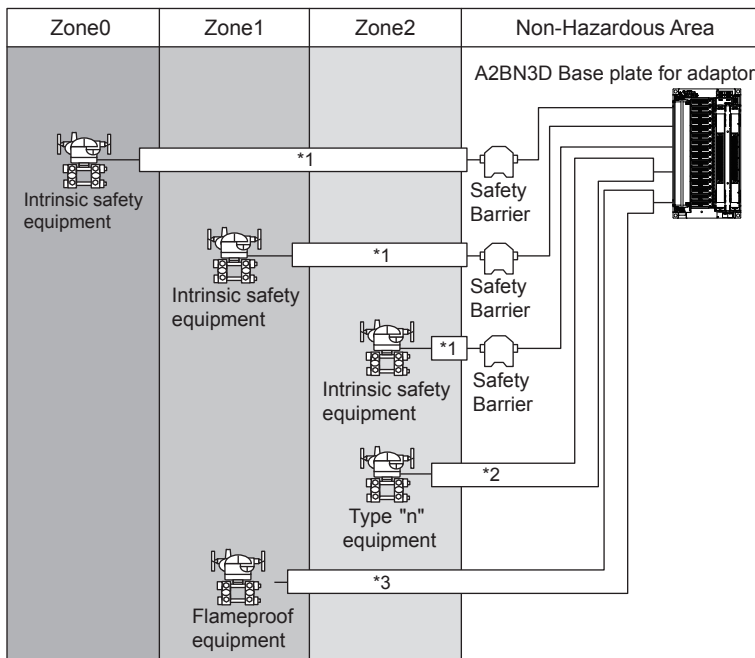 Zone0
Zone1
Zone2
Non-Hazardous Area
A2BN3D Base plate for adaptor
*1
Intrinsic safety
equipment
Safety
Barrier
*1
Intrinsic safety
equipment
Safety
Barrier
*1
Intrinsic safety
equipment
Safety
Barrier
*2
Type "n"
equipment
*3
Flameproof
equipment